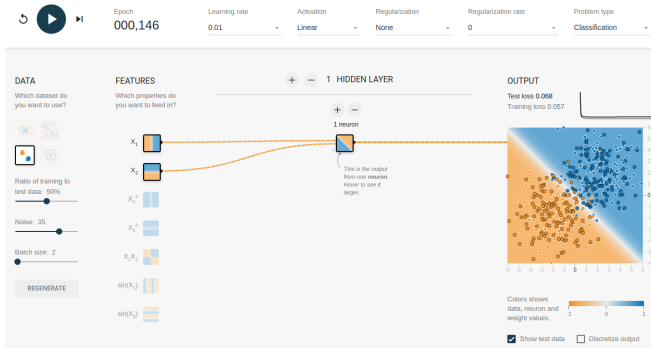 Epoch
000,146
Learning rate
0.01
Activation
Linear
Regularization
None
Regularization rate
0
Problem type
Classification
DATA
Which dataset do
you want to use?
Ratio of training to
test data: 50%
Noise: 35
Batch size: 2
REGENERATE
FEATURES
Which properties do
you want to feed in?
X₁
X₂
X₁²
X₂²
X₁X₂
sin(X₁)
sin(X₂)
1 HIDDEN LAYER
1 neuron
This is the output
from one neuron.
Hover to see it
larger.
OUTPUT
Test loss 0.068
Training loss 0.057
-6 -5 -4 -3 -2 -1 0 1 2 3 4 5 6
Colors shows
data, neuron and
weight values.
-1 0 1
Show test data
Discretize output